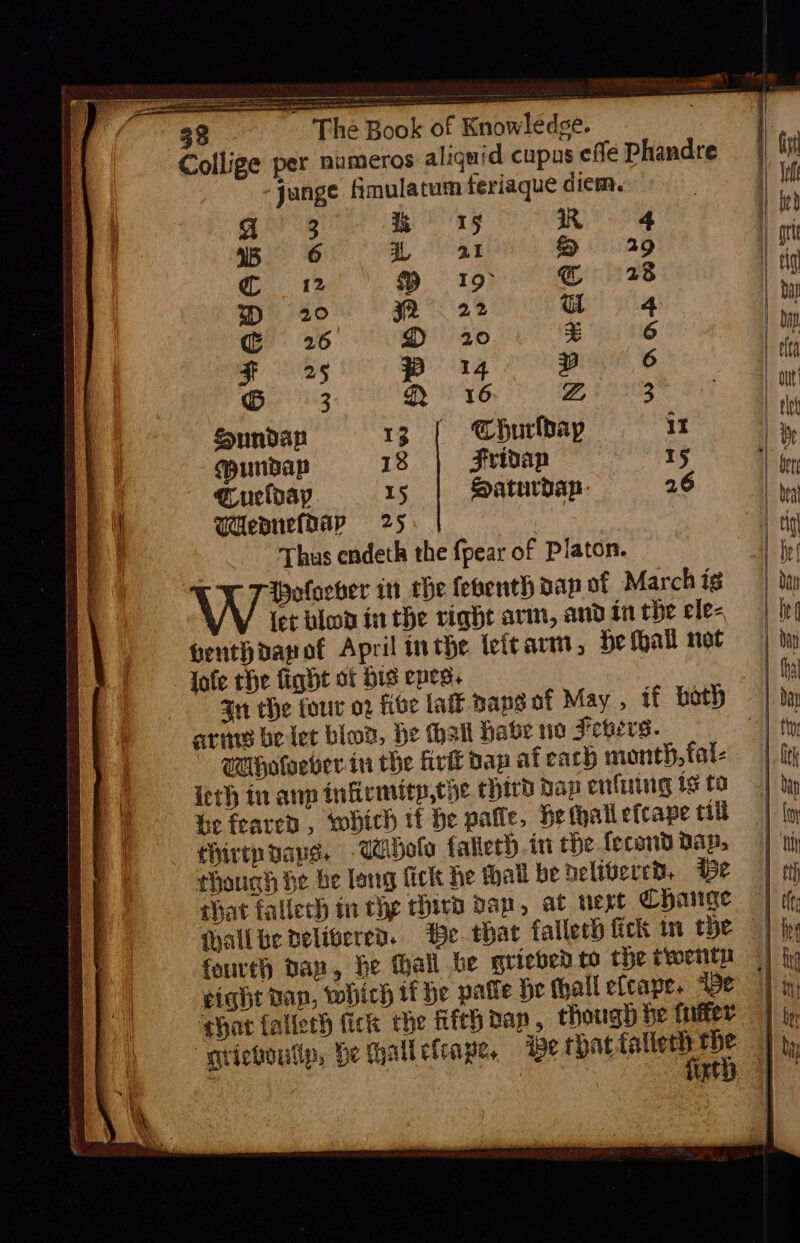 38 The Book of Knowledge.
Collige per numeros aliquid cupus esse Phandre
junge simulatum feriaque diem.
A 3 K 15 R 4
B 6 L 21 S 29
C 12 M 19 T 28
D 20 N 22 U 4
E 26 O 20 X 6
F 25 P 14 Y 6
G 3 Q 16 Z 3
Sunday 13 Thursday 11
Munday 18 Friday 15
Tuesday 15 Saturday 26
Wednesday 25
Thus endeth the spear of Platon.
WHosoever in the seventh day of March is
let blood in the right arm, and in the ele-
venth day of April in the left arm, he shall not
lose the sight of his eyes.
In the four or five last days of May, if both
arms be let blood, he shall have no Fevers.
Whosoever in the first day of each month, fal-
leth in any infirmity, the third day ensuing is to
be feared, which if he passe, he shall escape till
thirty days. Whoso falleth in the second day,
though he be long sick he shall be delivered. He
that falleth in the third day, at next Change
shall be delivered. He that falleth sick in the
fourth day, he shall be grieved to the twenty
eight day, which if he passe he shall escape. He
that falleth sick the fifth day, though he suffer
grievously, he shall escape. He that falleth the
sixth